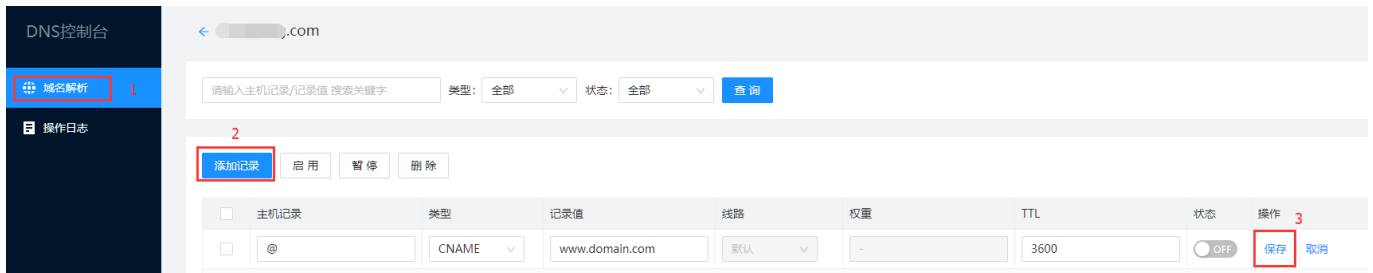 DNS控制台
.com
域名解析
1
请输入主机记录/记录值 搜索关键字 类型: 全部 状态: 全部 查 询
操作日志
2
添加记录 启 用 暂 停 删 除
主机记录 类型 记录值 线路 权重 TTL 状态 操作 3
@ CNAME www.domain.com 默认 - 3600 OFF 保存 取消